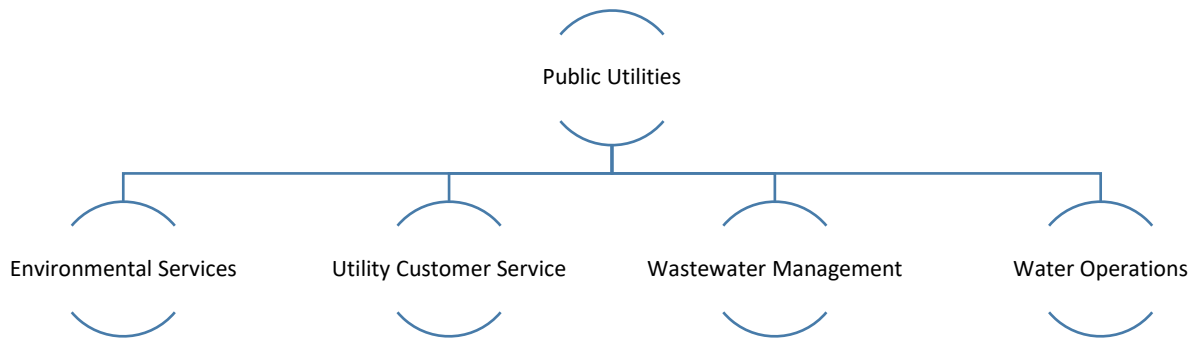 Public Utilities
Environmental Services
Utility Customer Service
Wastewater Management
Water Operations